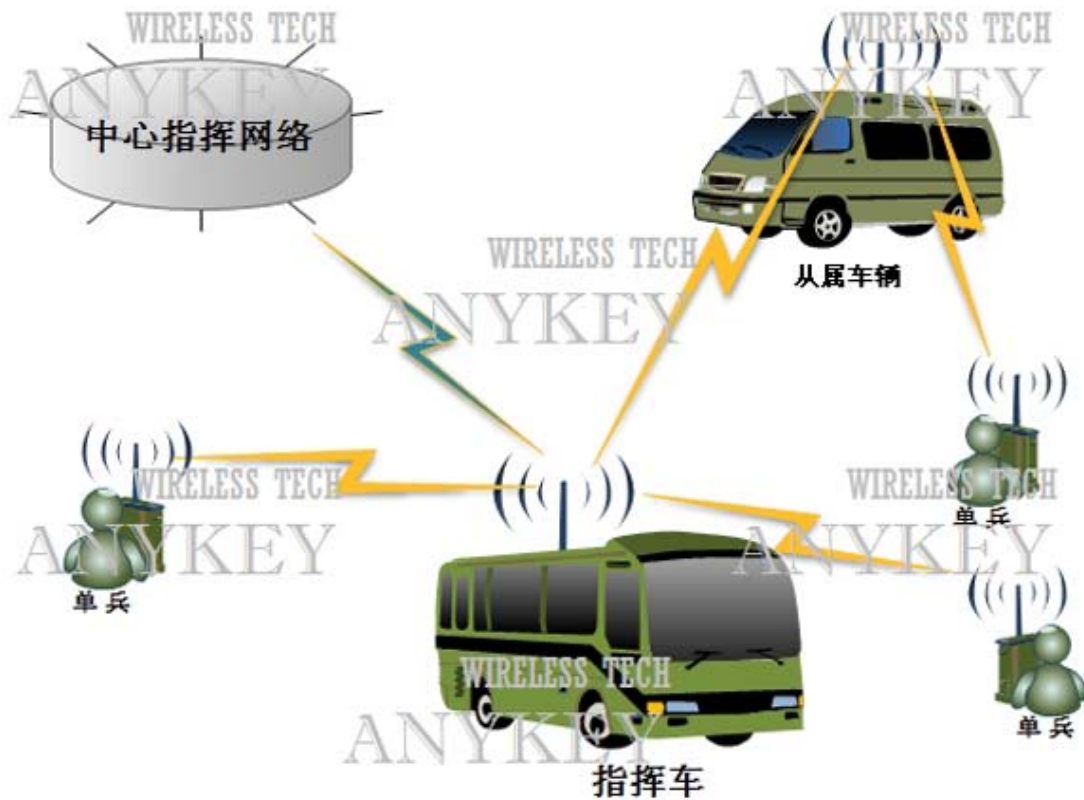 WIRELESS TECH
ANYKEY
中心指挥网络
WIRELESS TECH
ANYKEY
从属车辆
WIRELESS TECH
ANYKEY
WIRELESS TECH
ANYKEY
单兵
WIRELESS TECH
单兵
ANYKEY
单兵
WIRELESS TECH
ANYKEY
指挥车